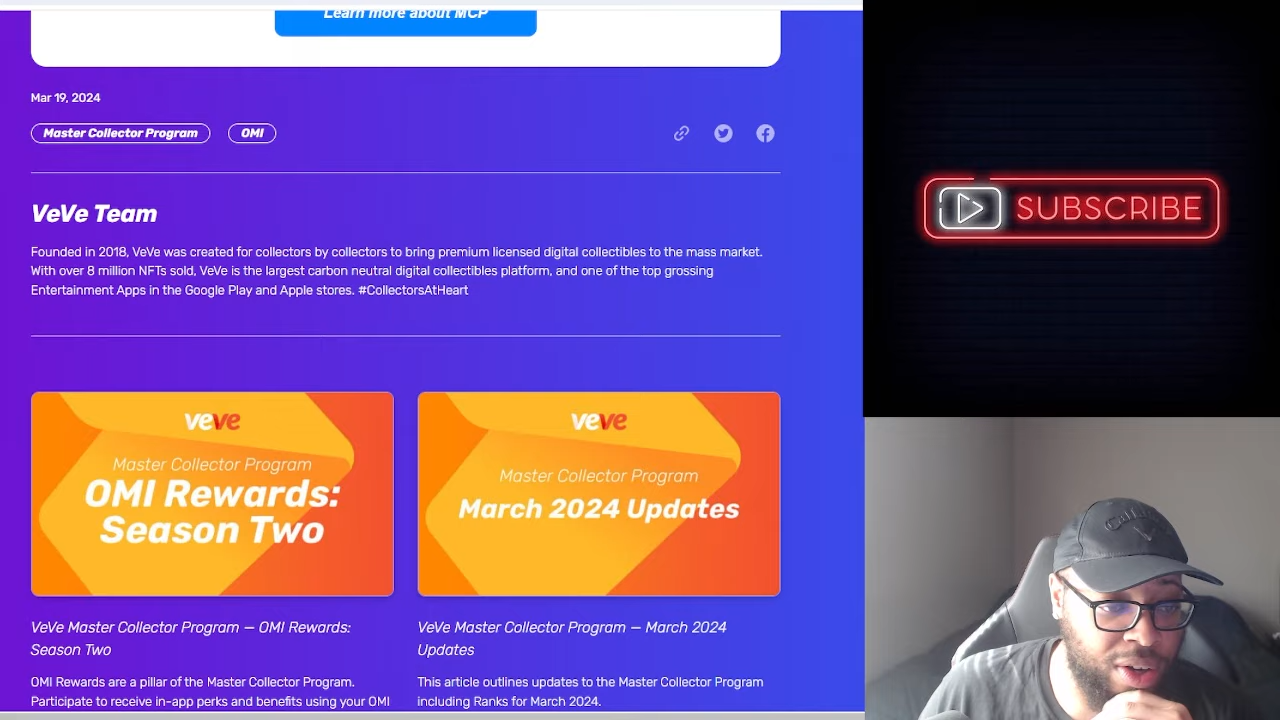 Learn more about MCP
Mar 19, 2024
Master Collector Program
OMI
VeVe Team
Founded in 2018, VeVe was created for collectors by collectors to bring premium licensed digital collectibles to the mass market.
With over 8 million NFTs sold, VeVe is the largest carbon neutral digital collectibles platform, and one of the top grossing
Entertainment Apps in the Google Play and Apple stores. #CollectorsAtHeart
veve
Master Collector Program
OMI Rewards:
Season Two
VeVe Master Collector Program — OMI Rewards:
Season Two
OMI Rewards are a pillar of the Master Collector Program.
Participate to receive in-app perks and benefits using your OMI
veve
Master Collector Program
March 2024 Updates
VeVe Master Collector Program — March 2024
Updates
This article outlines updates to the Master Collector Program
including Ranks for March 2024.
SUBSCRIBE
Callaway